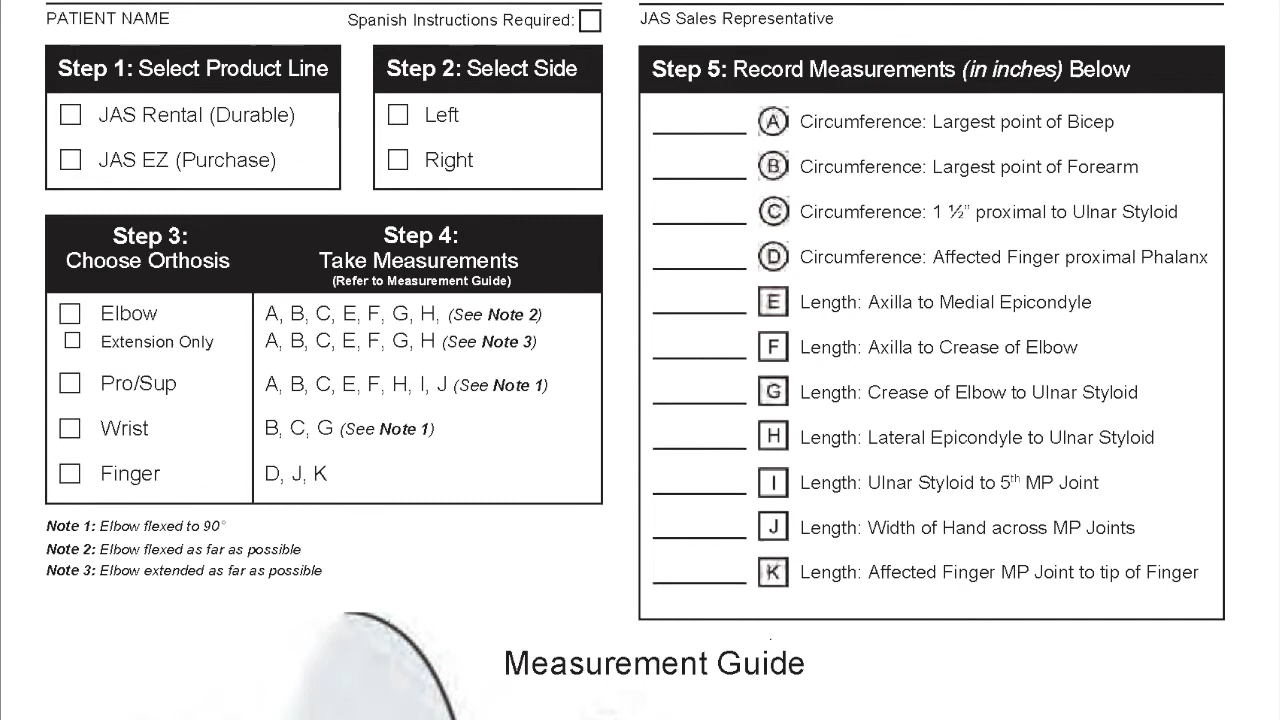 PATIENT NAME
Spanish Instructions Required:
JAS Sales Representative
Step 1: Select Product Line
JAS Rental (Durable)
JAS EZ (Purchase)
Step 2: Select Side
Left
Right
Step 3:
Choose Orthosis
Step 4:
Take Measurements
(Refer to Measurement Guide)
Elbow A, B, C, E, F, G, H, (See Note 2)
Extension Only A, B, C, E, F, G, H (See Note 3)
Pro/Sup A, B, C, E, F, H, I, J (See Note 1)
Wrist B, C, G (See Note 1)
Finger D, J, K
Note 1: Elbow flexed to 90°
Note 2: Elbow flexed as far as possible
Note 3: Elbow extended as far as possible
Step 5: Record Measurements (in inches) Below
A Circumference: Largest point of Bicep
B Circumference: Largest point of Forearm
C Circumference: 1 ½" proximal to Ulnar Styloid
D Circumference: Affected Finger proximal Phalanx
E Length: Axilla to Medial Epicondyle
F Length: Axilla to Crease of Elbow
G Length: Crease of Elbow to Ulnar Styloid
H Length: Lateral Epicondyle to Ulnar Styloid
I Length: Ulnar Styloid to 5th MP Joint
J Length: Width of Hand across MP Joints
K Length: Affected Finger MP Joint to tip of Finger
Measurement Guide